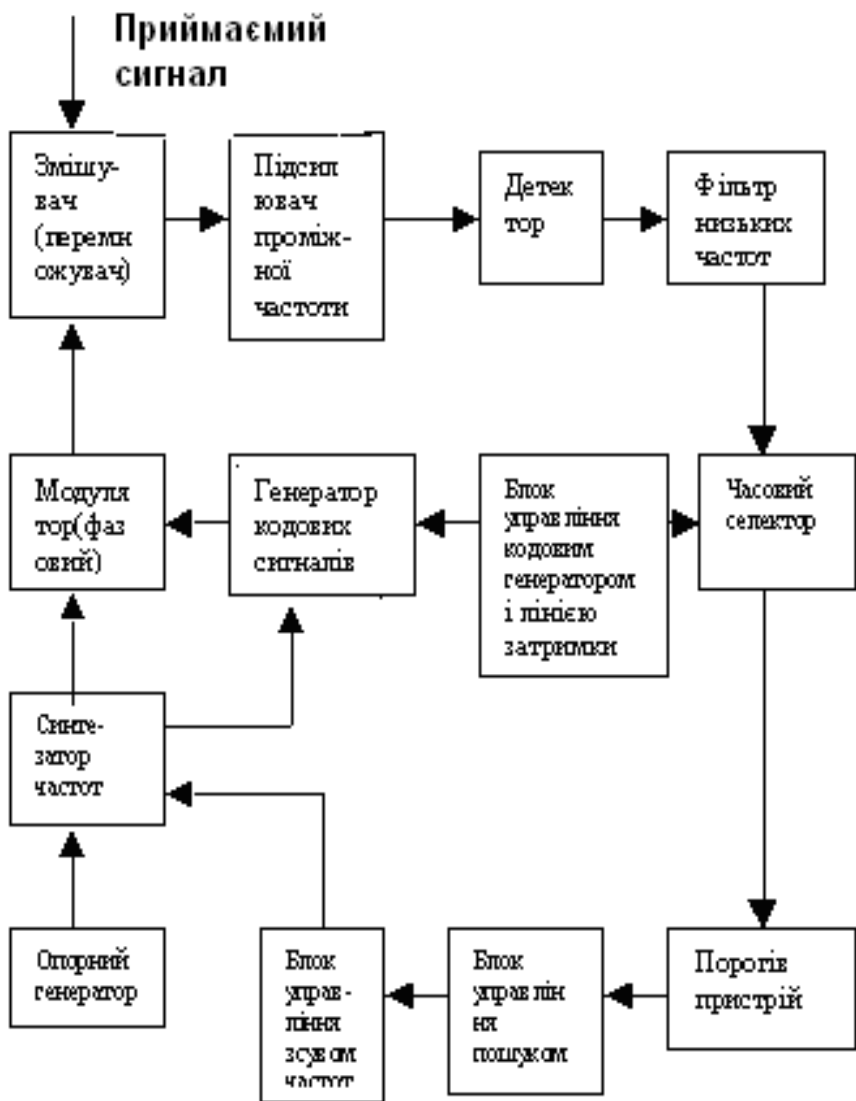 Приймаємий
сигнал
Змішу-
вач
(перемн
ожувач)
Підсил
ювач
проміж-
ної
частоти
Детек
тор
Фільтр
низьких
частот
Модуля
тор(фаз
овий)
Генератор
кодових
сигналів
Блок
управління
кодовим
генератором
і лінією
затримки
Часовий
селектор
Синте-
затор
частот
Опорний
генератор
Блок
управ-
ління
зсувом
частот
Блок
управлін
ня
пошуком
Порогів
пристрій